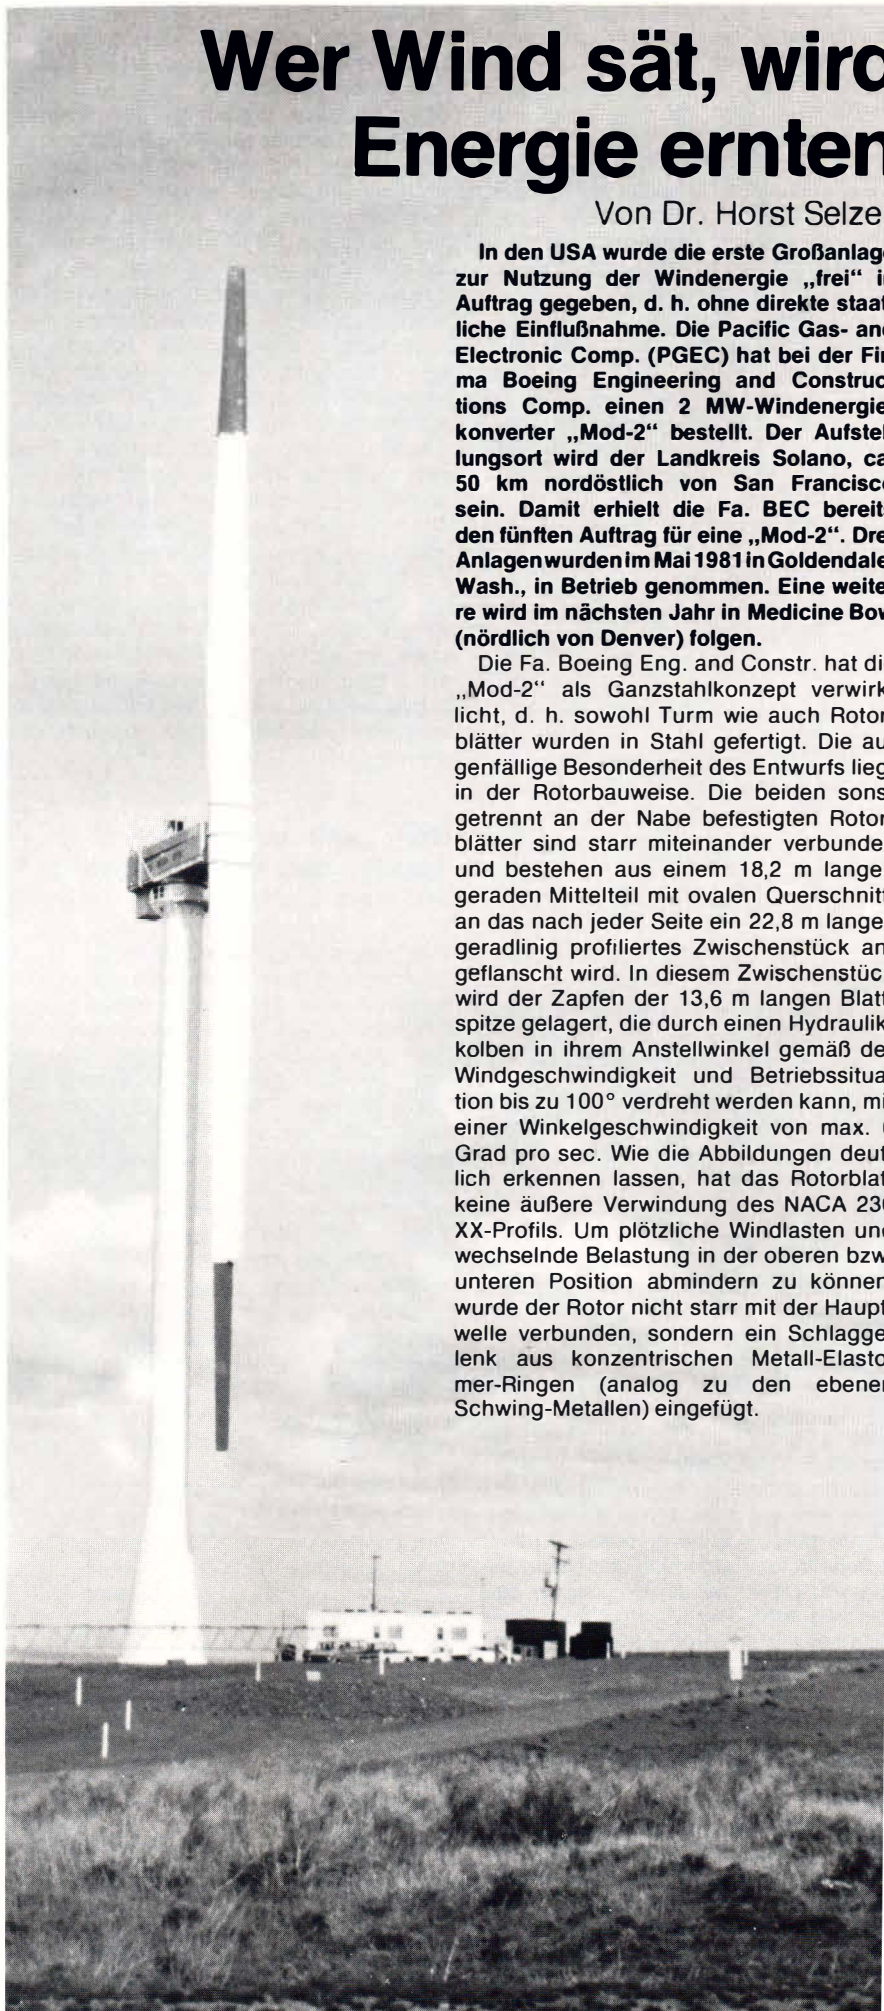 Wer Wind sät, wird
Energie ernten
Von Dr. Horst Selze
In den USA wurde die erste Großanlage
zur Nutzung der Windenergie „frei“ i
Auftrag gegeben, d. h. ohne direkte staat
liche Einflußnahme. Die Pacific Gas- and
Electronic Comp. (PGEC) hat bei der Fir
ma Boeing Engineering and Construc
tions Comp. einen 2 MW-Windenergie
konverter „Mod-2“ bestellt. Der Aufstel
lungsort wird der Landkreis Solano, ca
50 km nordöstlich von San Francisco
sein. Damit erhielt die Fa. BEC bereits
den fünften Auftrag für eine „Mod-2“. Dre
Anlagen wurden im Mai 1981 in Goldendale
Wash., in Betrieb genommen. Eine weite
re wird im nächsten Jahr in Medicine Bow
(nördlich von Denver) folgen.
Die Fa. Boeing Eng. and Constr. hat di
„Mod-2“ als Ganzstahlkonzept verwirk
licht, d. h. sowohl Turm wie auch Rotor
blätter wurden in Stahl gefertigt. Die au
genfällige Besonderheit des Entwurfs lieg
in der Rotorbauweise. Die beiden sons
getrennt an der Nabe befestigten Rotor
blätter sind starr miteinander verbunde
und bestehen aus einem 18,2 m lange
geraden Mittelteil mit ovalen Querschnitt
an das nach jeder Seite ein 22,8 m lange
geradlinig profiliertes Zwischenstück an
geflanscht wird. In diesem Zwischenstüc
wird der Zapfen der 13,6 m langen Blatt
spitze gelagert, die durch einen Hydraulik
kolben in ihrem Anstellwinkel gemäß de
Windgeschwindigkeit und Betriebssitua
tion bis zu 100° verdreht werden kann, mi
einer Winkelgeschwindigkeit von max.
Grad pro sec. Wie die Abbildungen deut
lich erkennen lassen, hat das Rotorblat
keine äußere Verwindung des NACA 230
XX-Profils. Um plötzliche Windlasten und
wechselnde Belastung in der oberen bzw
unteren Position abmindern zu können
wurde der Rotor nicht starr mit der Haupt
welle verbunden, sondern ein Schlagge
lenk aus konzentrischen Metall-Elasto
mer-Ringen (analog zu den ebenen
Schwing-Metallen) eingefügt.